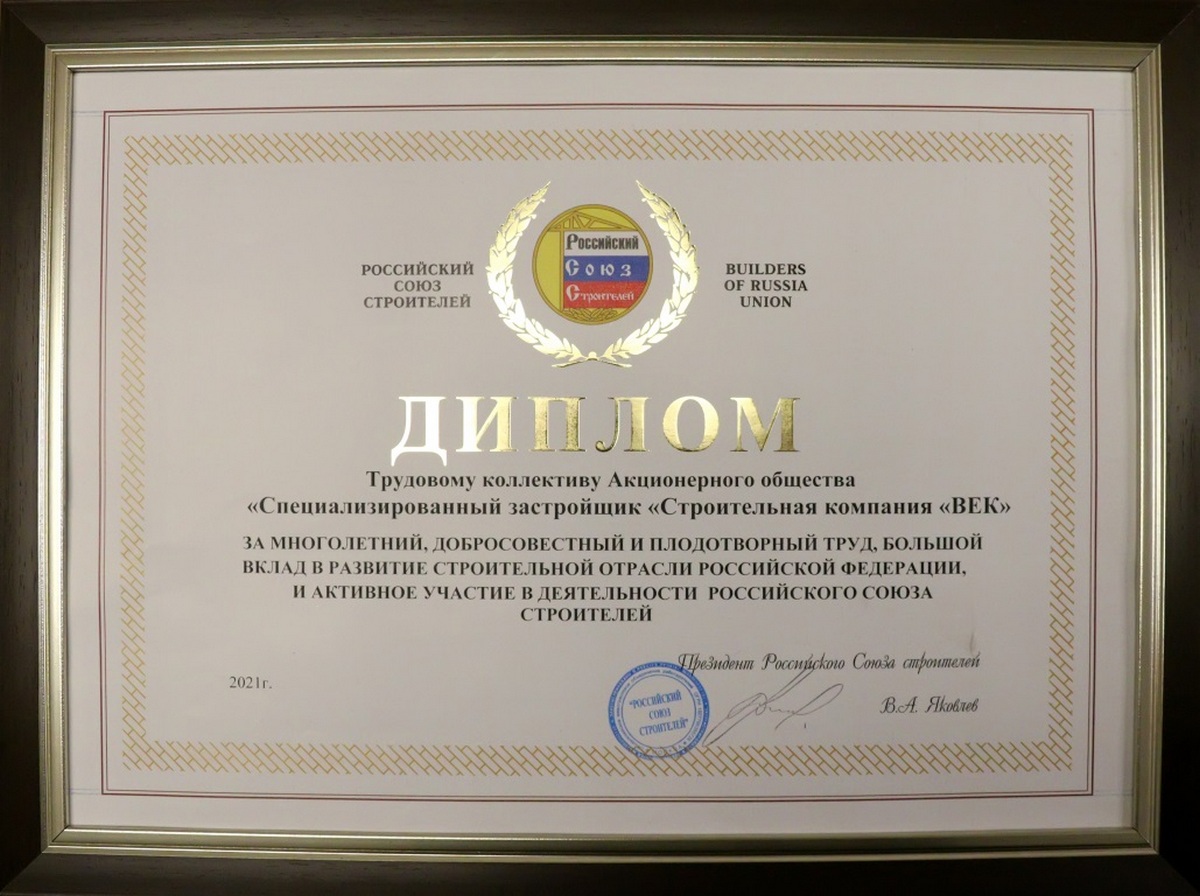 РОССИЙСКИЙ
СОЮЗ
СТРОИТЕЛЕЙ
Российский
Союз
Строителей
BUILDERS
OF RUSSIA
UNION
ДИПЛОМ
Трудовому коллективу Акционерного общества
«Специализированный застройщик «Строительная компания «ВЕК»
ЗА МНОГОЛЕТНИЙ, ДОБРОСОВЕСТНЫЙ И ПЛОДОТВОРНЫЙ ТРУД, БОЛЬШОЙ
ВКЛАД В РАЗВИТИЕ СТРОИТЕЛЬНОЙ ОТРАСЛИ РОССИЙСКОЙ ФЕДЕРАЦИИ,
И АКТИВНОЕ УЧАСТИЕ В ДЕЯТЕЛЬНОСТИ РОССИЙСКОГО СОЮЗА
СТРОИТЕЛЕЙ
Президент Российского Союза строителей
2021г.
"РОССИЙСКИЙ
СОЮЗ
СТРОИТЕЛЕЙ"
В.А. Яковлев